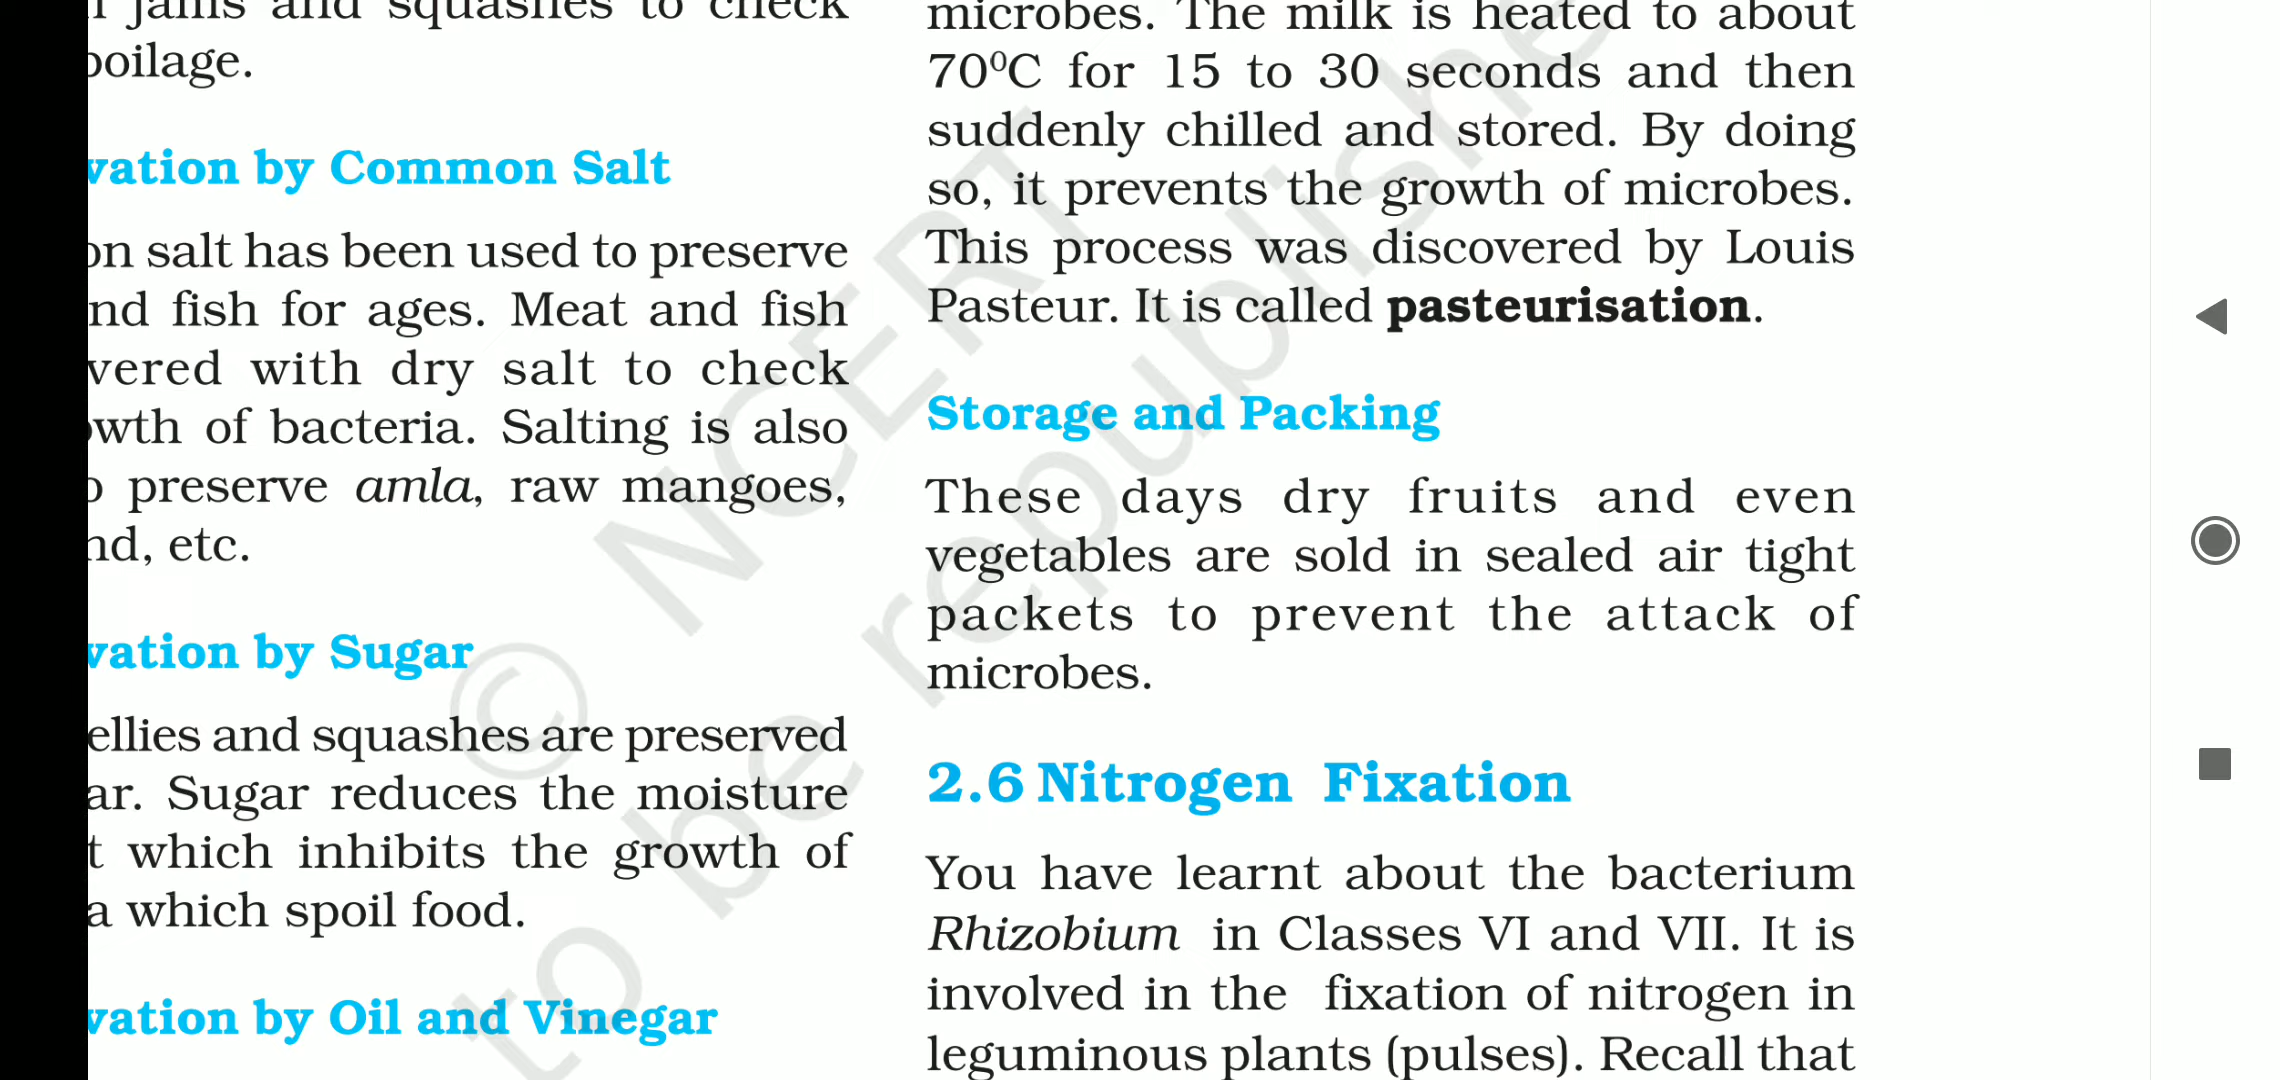 jams and squashes to check
poilage.
vation by Common Salt
on salt has been used to preserve
nd fish for ages. Meat and fish
vered with dry salt to check
owth of bacteria. Salting is also
o preserve amla, raw mangoes,
nd, etc.
vation by Sugar
ellies and squashes are preserved
ar. Sugar reduces the moisture
t which inhibits the growth of
a which spoil food.
vation by Oil and Vinegar
microbes. The milk is heated to about
70⁰C for 15 to 30 seconds and then
suddenly chilled and stored. By doing
so, it prevents the growth of microbes.
This process was discovered by Louis
Pasteur. It is called pasteurisation.
Storage and Packing
These days dry fruits and even
vegetables are sold in sealed air tight
packets to prevent the attack of
microbes.
2.6 Nitrogen Fixation
You have learnt about the bacterium
Rhizobium in Classes VI and VII. It is
involved in the fixation of nitrogen in
leguminous plants (pulses). Recall that
© NCERT
to be republishe